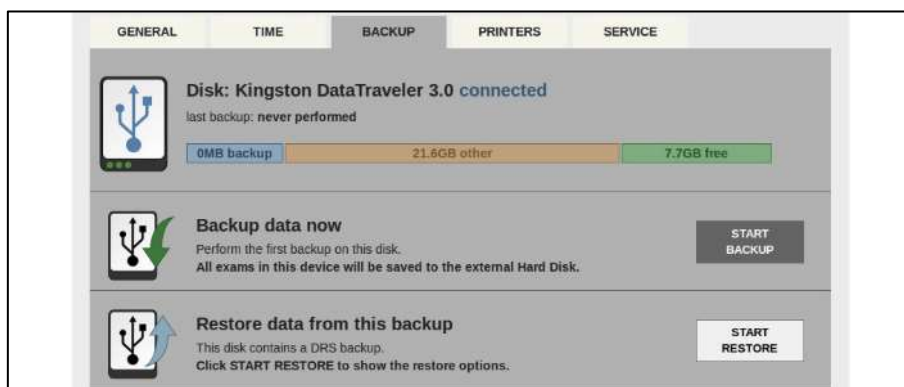 GENERAL TIME BACKUP PRINTERS SERVICE
Disk: Kingston DataTraveler 3.0 connected
last backup: never performed
0MB backup 21.6GB other 7.7GB free
Backup data now
Perform the first backup on this disk.
All exams in this device will be saved to the external Hard Disk.
START
BACKUP
Restore data from this backup
This disk contains a DRS backup.
Click START RESTORE to show the restore options.
START
RESTORE